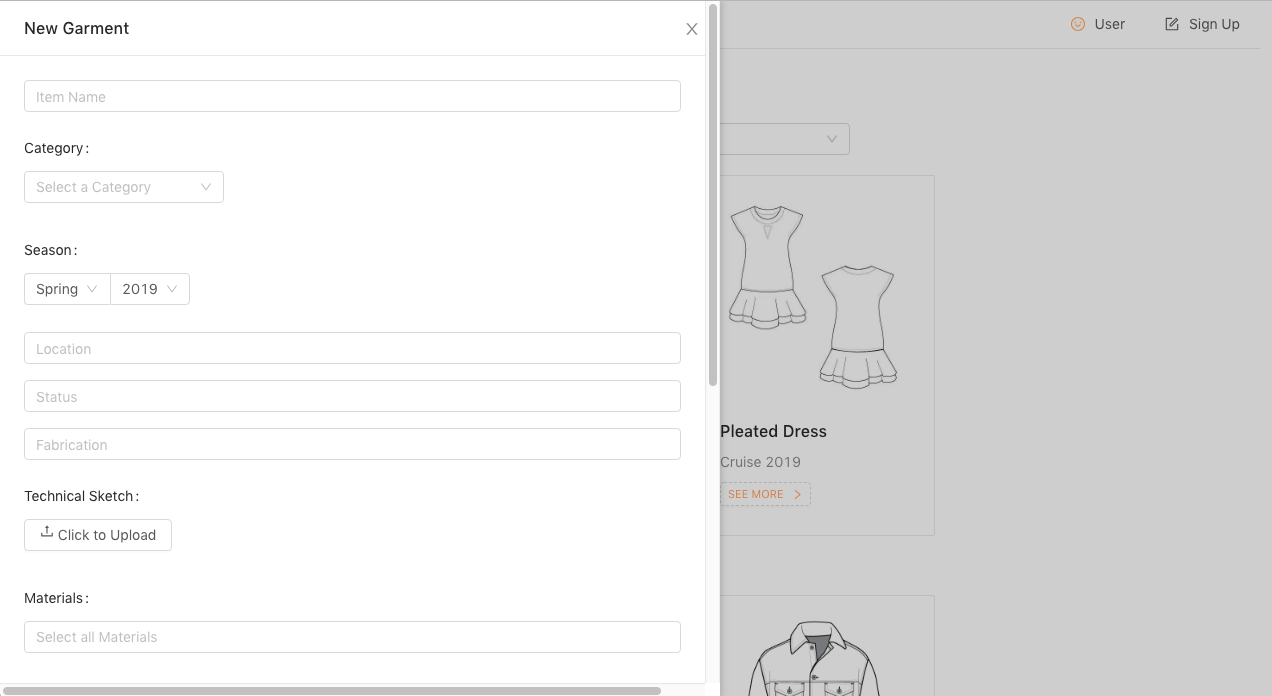 New Garment
User
Sign Up
Item Name
Category:
Select a Category
Season:
Spring
2019
Location
Status
Fabrication
Technical Sketch:
Click to Upload
Materials:
Select all Materials
Pleated Dress
Cruise 2019
SEE MORE